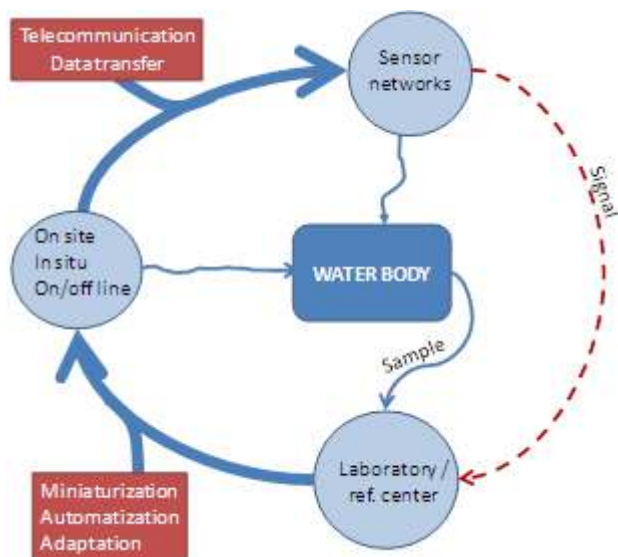 Telecommunication
Datatransfer
Sensor
networks
Signal
On site
In situ
On/off line
WATER BODY
Sample
Laboratory /
ref. center
Miniaturization
Automatization
Adaptation